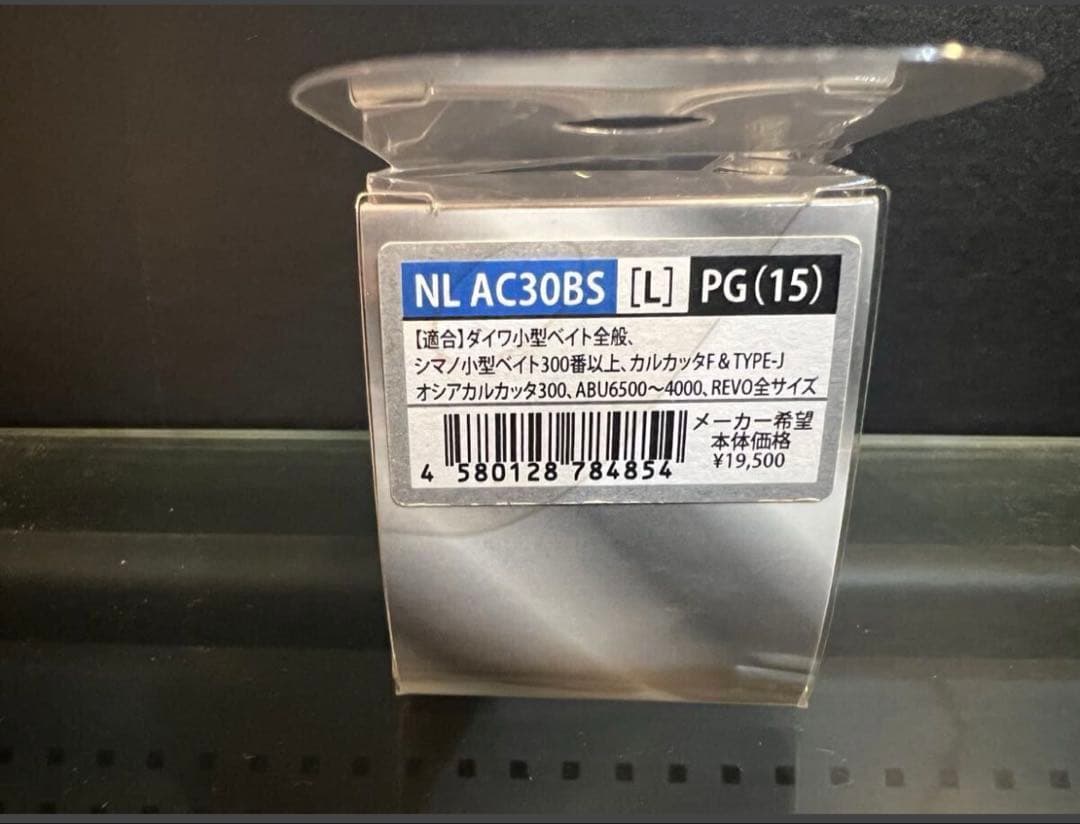 NL AC30BS [L] PG(15)
【適合】ダイワ小型ベイト全般、
シマノ小型ベイト300番以上、カルカッタF&TYPE-J
オシアカルカッタ300、ABU6500〜4000、REVO全サイズ
メーカー希望
本体価格
¥19,500
4 580128 784854